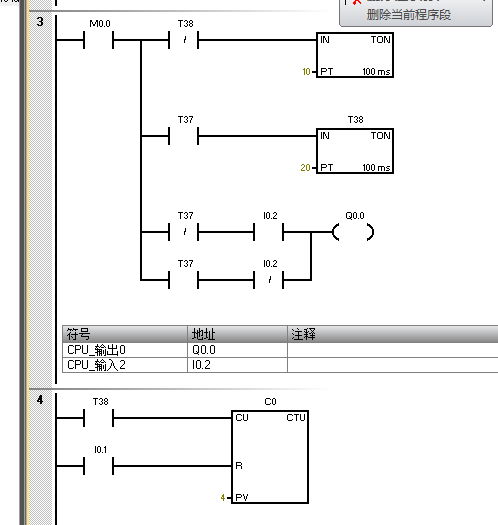 删除当前程序段
3
M0.0 T38
IN TON
10 PT 100 ms
T37 T38
IN TON
20 PT 100 ms
T37 I0.2 Q0.0
T37 I0.2
符号 地址 注释
CPU_输出0 Q0.0
CPU_输入2 I0.2
4
T38 C0
CU CTU
I0.1
R
4 PV